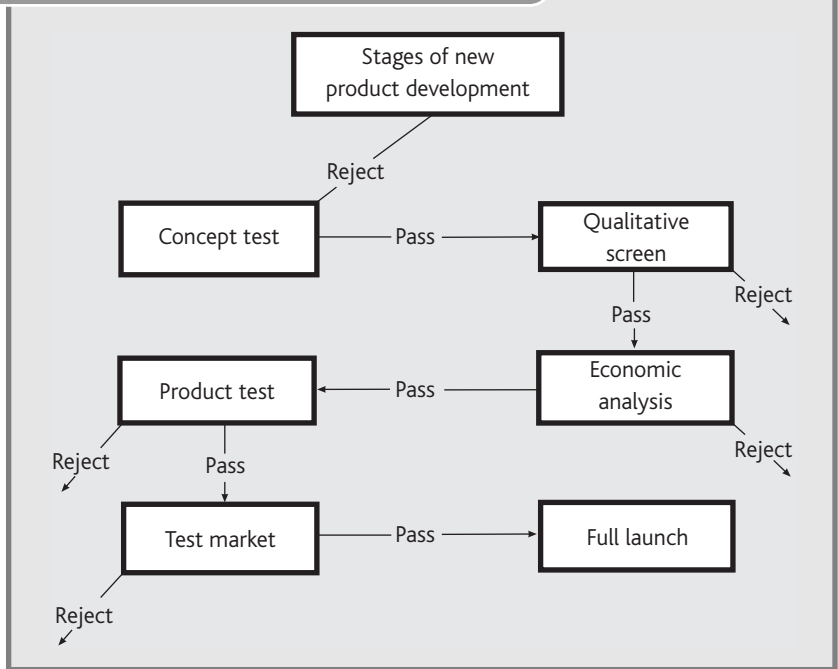 Stages of new
product development
Reject
Concept test
Pass
Qualitative
screen
Reject
Pass
Product test
Pass
Economic
analysis
Reject
Pass
Reject
Test market
Pass
Full launch
Reject